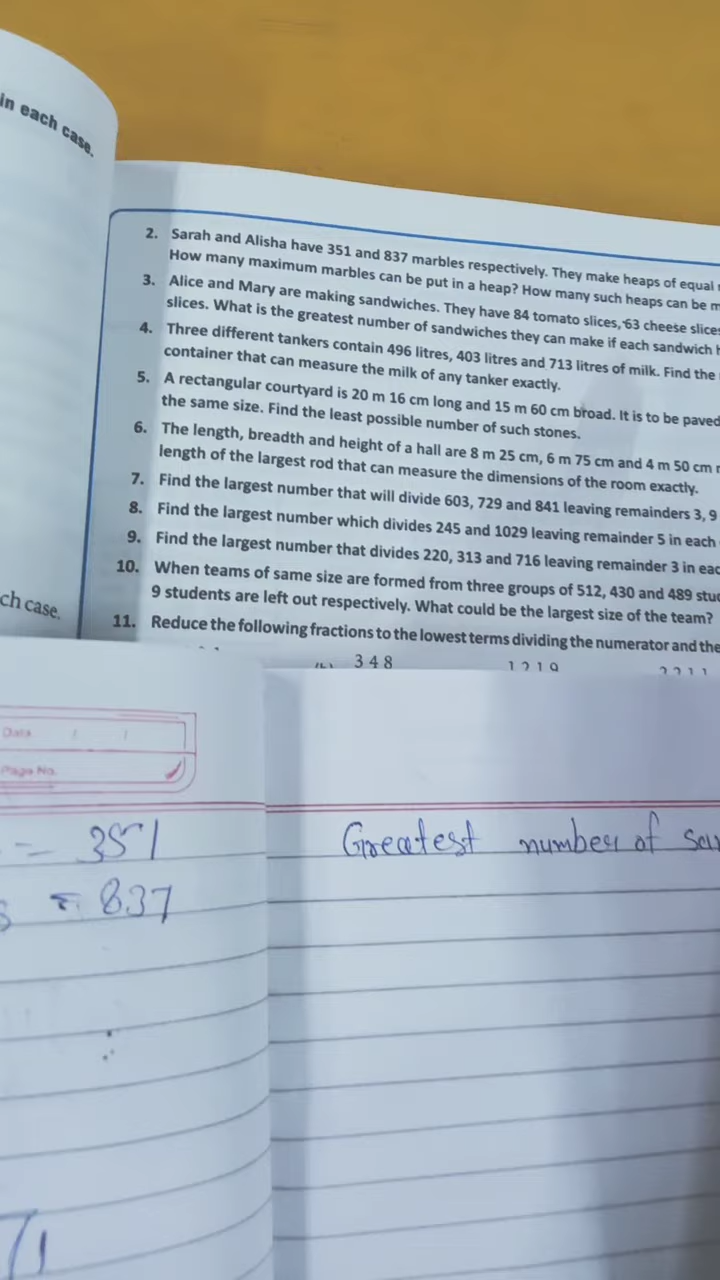 in each case.
2. Sarah and Alisha have 351 and 837 marbles respectively. They make heaps of equal
How many maximum marbles can be put in a heap? How many such heaps can be
3. Alice and Mary are making sandwiches. They have 84 tomato slices, 63 cheese slices
slices. What is the greatest number of sandwiches they can make if each sandwich
4. Three different tankers contain 496 litres, 403 litres and 713 litres of milk. Find the
container that can measure the milk of any tanker exactly.
5. A rectangular courtyard is 20 m 16 cm long and 15 m 60 cm broad. It is to be paved
the same size. Find the least possible number of such stones.
6. The length, breadth and height of a hall are 8 m 25 cm, 6 m 75 cm and 4 m 50 cm
length of the largest rod that can measure the dimensions of the room exactly.
7. Find the largest number that will divide 603, 729 and 841 leaving remainders 3, 9
8. Find the largest number which divides 245 and 1029 leaving remainder 5 in each
9. Find the largest number that divides 220, 313 and 716 leaving remainder 3 in
10. When teams of same size are formed from three groups of 512, 430 and 489
9 students are left out respectively. What could be the largest size of the team?
11. Reduce the following fractions to the lowest terms dividing the numerator and the
ch case.
348 1219
Date / /
Page No.
= 351
= 837
Greatest number of